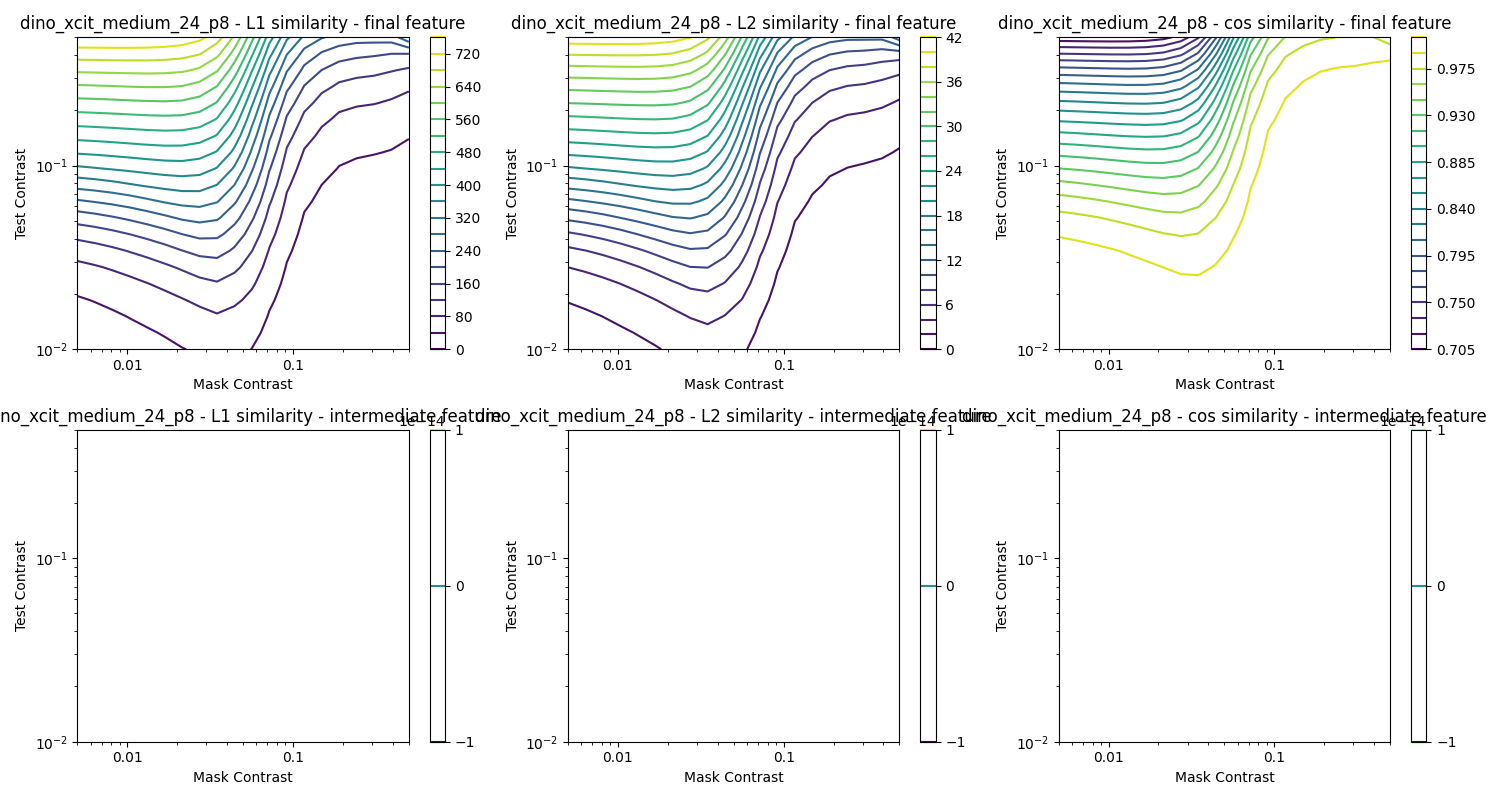 dino_xcit_medium_24_p8 - L1 similarity - final feature
Test Contrast
10⁻¹
10⁻²
0.01
0.1
Mask Contrast
720
640
560
480
400
320
240
160
80
0
dino_xcit_medium_24_p8 - L2 similarity - final feature
Test Contrast
10⁻¹
10⁻²
0.01
0.1
Mask Contrast
42
36
30
24
18
12
6
0
dino_xcit_medium_24_p8 - cos similarity - final feature
Test Contrast
10⁻¹
10⁻²
0.01
0.1
Mask Contrast
0.975
0.930
0.885
0.840
0.795
0.750
0.705
no_xcit_medium_24_p8 - L1 similarity - intermediate feature
1e−14
Test Contrast
10⁻¹
10⁻²
0.01
0.1
Mask Contrast
1
0
−1
dino_xcit_medium_24_p8 - L2 similarity - intermediate feature
1e−14
Test Contrast
10⁻¹
10⁻²
0.01
0.1
Mask Contrast
1
0
−1
dino_xcit_medium_24_p8 - cos similarity - intermediate feature
1e−14
Test Contrast
10⁻¹
10⁻²
0.01
0.1
Mask Contrast
1
0
−1